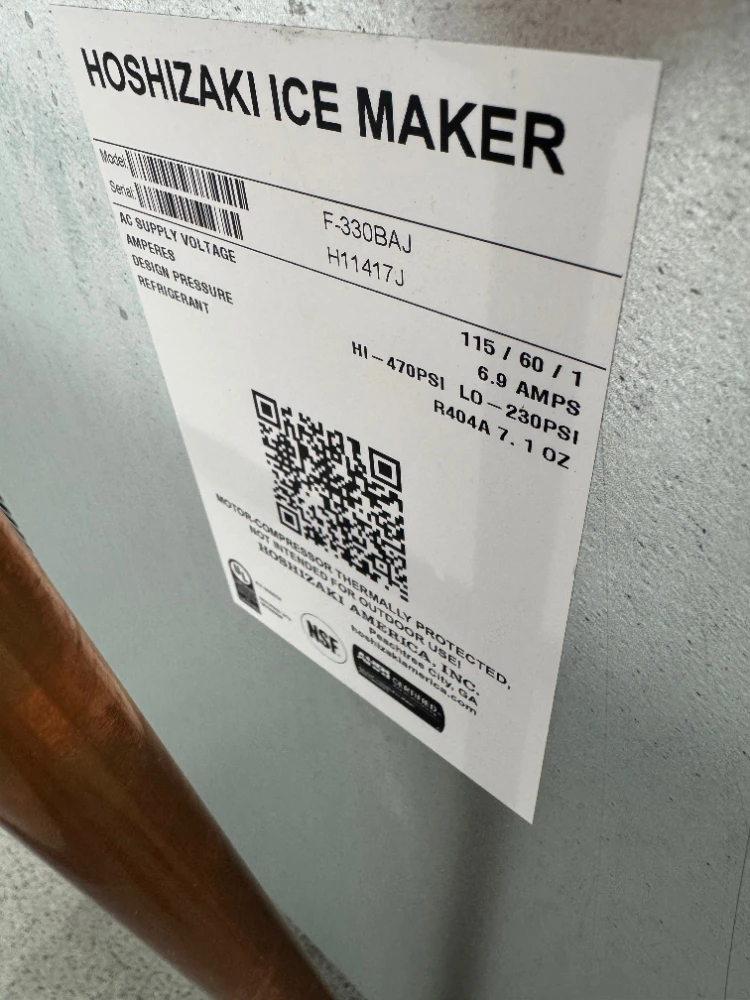 HOSHIZAKI ICE MAKER
Model: F-330BAJ
Serial: H11417J
AC SUPPLY VOLTAGE 115 / 60 / 1
AMPERES 6.9 AMPS
DESIGN PRESSURE HI-470PSI LO-230PSI
REFRIGERANT R404A 7.1 OZ
MOTOR-COMPRESSOR THERMALLY PROTECTED,
NOT INTENDED FOR OUTDOOR USE!
HOSHIZAKI AMERICA, INC.
Peachtree City, GA
hoshizakiamerica.com
UL
NSF
CERTIFIED